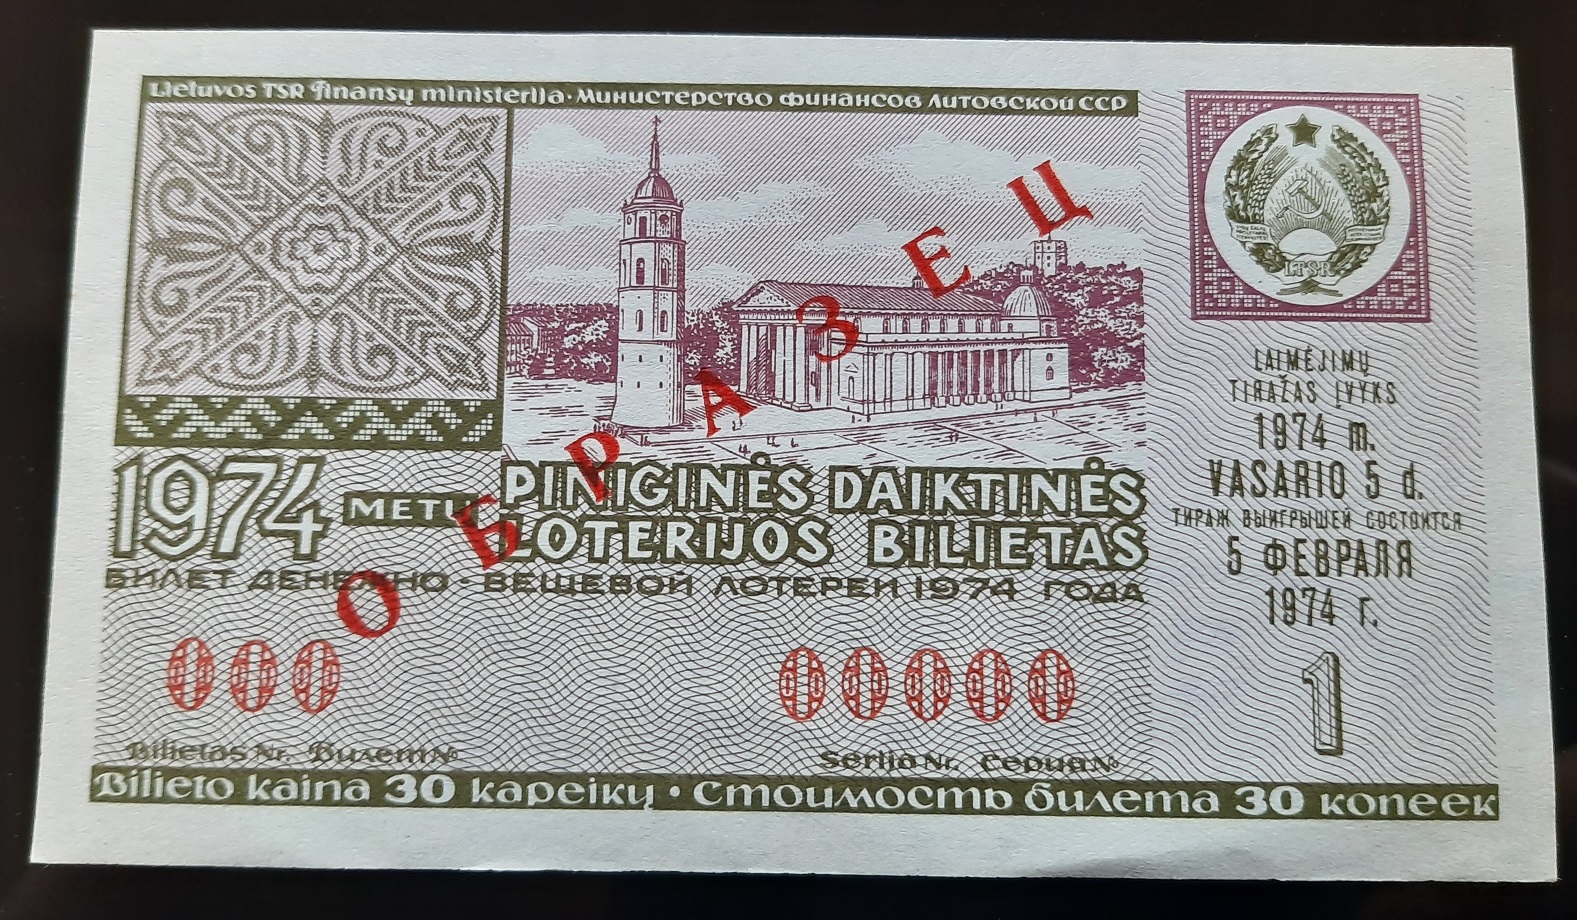 Lietuvos TSR finansų ministerija · Министерство финансов Литовской ССР
ОБРАЗЕЦ
LTSR
LAIMĖJIMŲ
TIRAŽAS ĮVYKS
1974 m.
VASARIO 5 d.
ТИРАЖ ВЫИГРЫШЕЙ СОСТОИТСЯ
5 ФЕВРАЛЯ
1974 г.
1
1974 METŲ PINIGINĖS DAIKTINĖS
LOTERIJOS BILIETAS
БИЛЕТ ДЕНЕЖНО · ВЕЩЕВОЙ ЛОТЕРЕИ 1974 ГОДА
000 00000
Bilietas Nr. Билет № Serija Nr. Серия №
Bilieto kaina 30 kapeikų · Стоимость билета 30 копеек